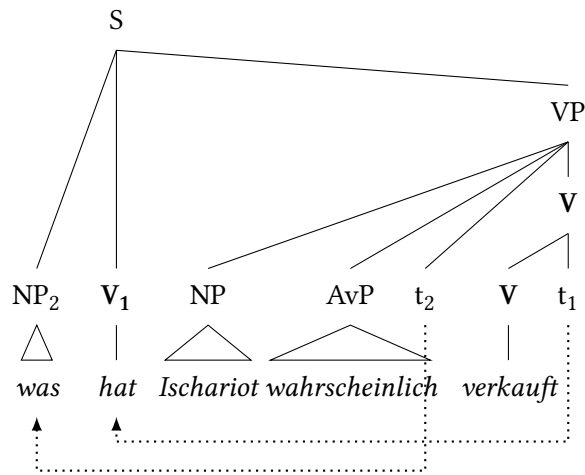 S
VP
V
NP₂ V₁ NP AvP t₂ V t₁
was hat Ischariot wahrscheinlich verkauft